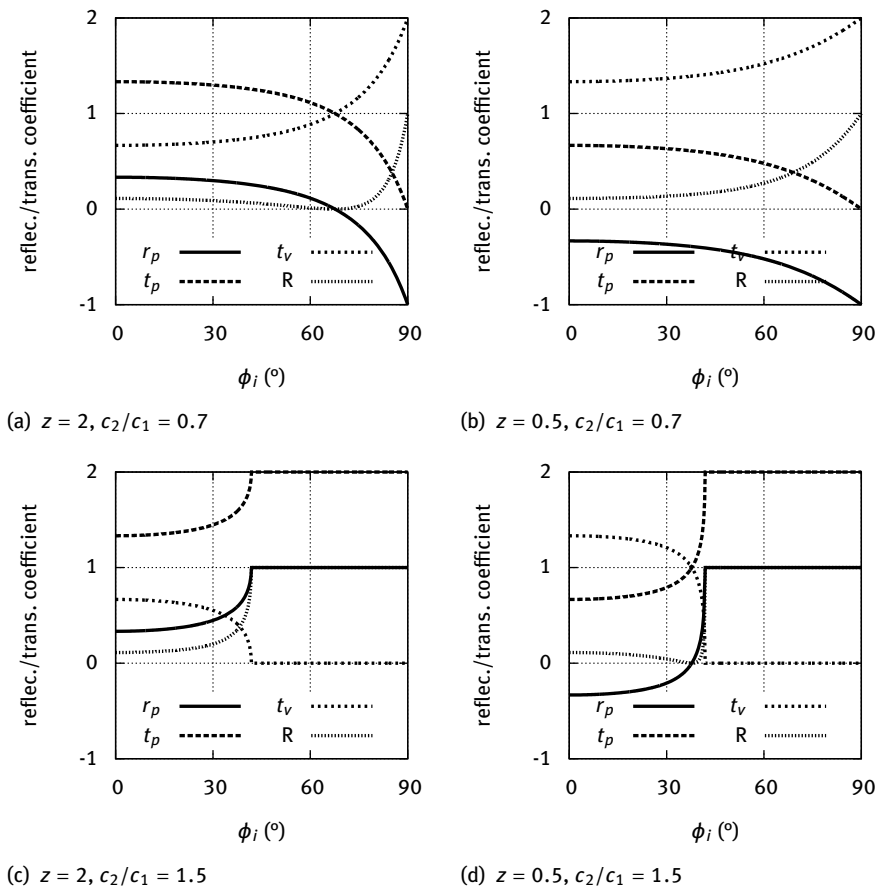 2
1
0
-1
reflec./trans. coefficient
r_p t_v
t_p R
0 30 60 90
ϕ_i (º)
(a) z = 2, c_2/c_1 = 0.7
2
1
0
-1
reflec./trans. coefficient
r_p t_v
t_p R
0 30 60 90
ϕ_i (º)
(b) z = 0.5, c_2/c_1 = 0.7
2
1
0
-1
reflec./trans. coefficient
r_p t_v
t_p R
0 30 60 90
ϕ_i (º)
(c) z = 2, c_2/c_1 = 1.5
2
1
0
-1
reflec./trans. coefficient
r_p t_v
t_p R
0 30 60 90
ϕ_i (º)
(d) z = 0.5, c_2/c_1 = 1.5